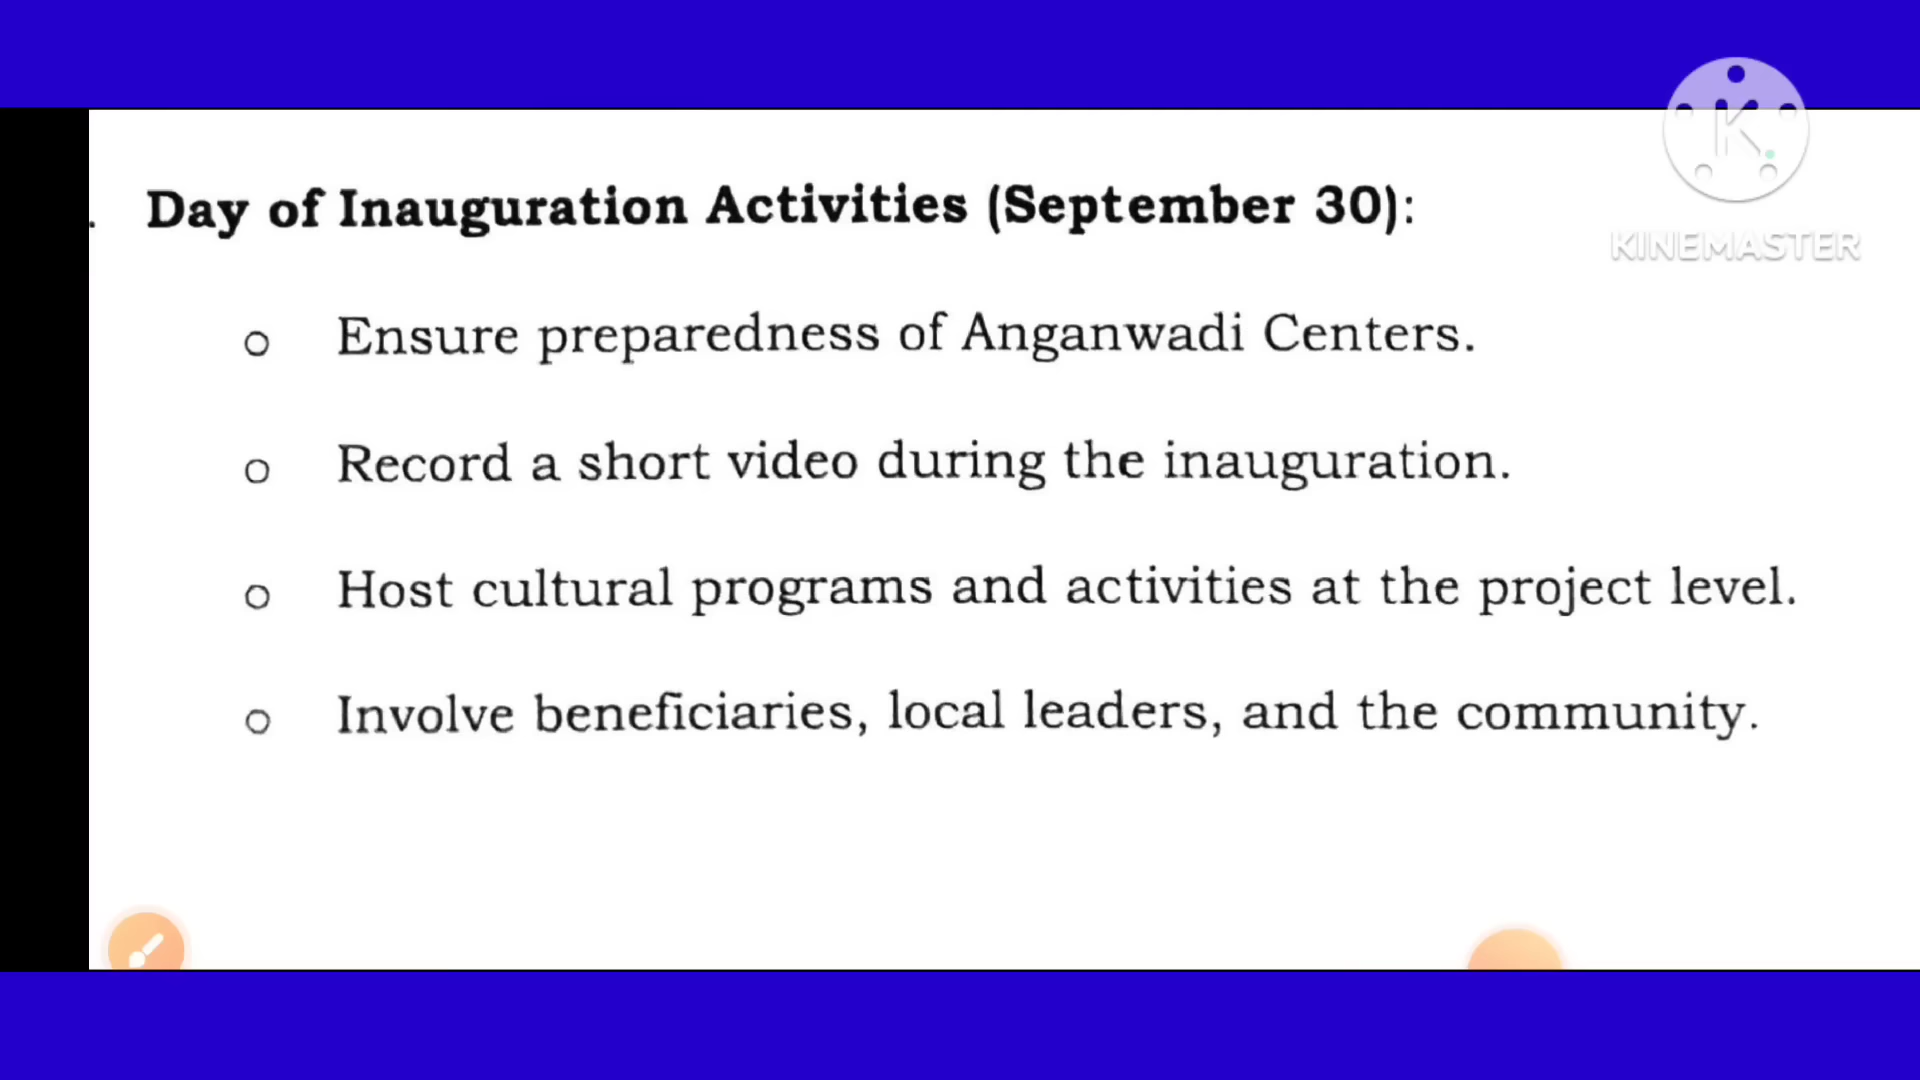 KINEMASTER
. Day of Inauguration Activities (September 30):
o Ensure preparedness of Anganwadi Centers.
o Record a short video during the inauguration.
o Host cultural programs and activities at the project level.
o Involve beneficiaries, local leaders, and the community.